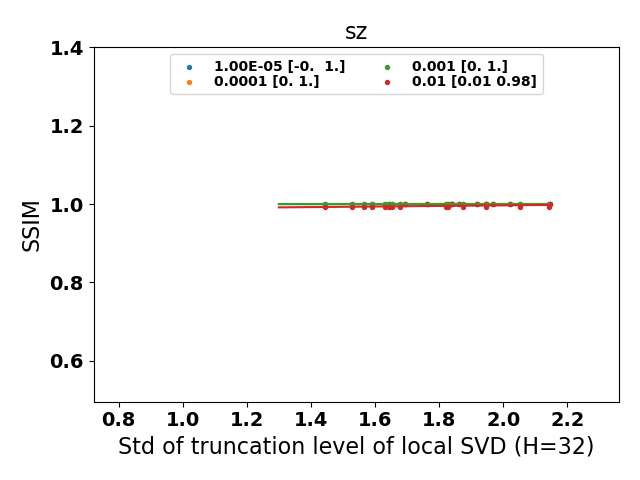 sz
1.00E-05 [-0.  1.]
0.0001 [0. 1.]
0.001 [0. 1.]
0.01 [0.01 0.98]
1.4
1.2
1.0
0.8
0.6
SSIM
0.8 1.0 1.2 1.4 1.6 1.8 2.0 2.2
Std of truncation level of local SVD (H=32)